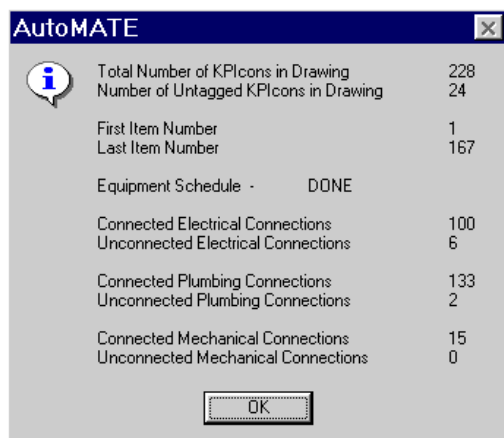 AutoMATE
Total Number of KPIcons in Drawing 228
Number of Untagged KPIcons in Drawing 24
First Item Number 1
Last Item Number 167
Equipment Schedule - DONE
Connected Electrical Connections 100
Unconnected Electrical Connections 6
Connected Plumbing Connections 133
Unconnected Plumbing Connections 2
Connected Mechanical Connections 15
Unconnected Mechanical Connections 0
OK